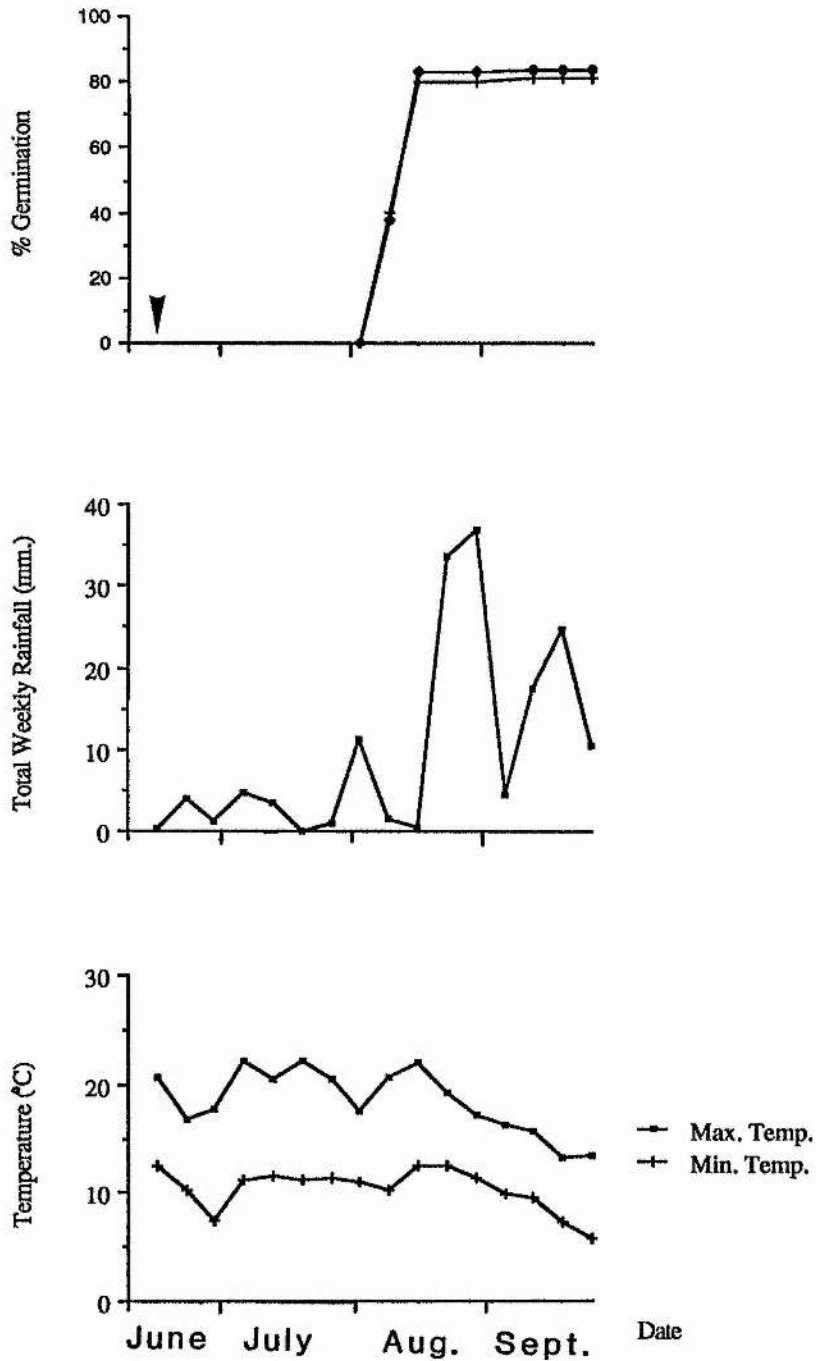 100
80
60
40
20
0
% Germination
40
30
20
10
0
Total Weekly Rainfall (mm.)
30
20
10
0
Temperature (°C)
Max. Temp.
Min. Temp.
June July Aug. Sept. Date